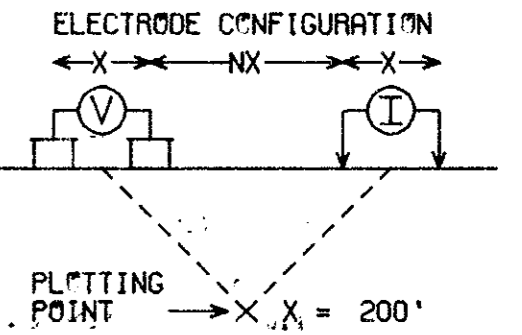 ELECTRODE CONFIGURATION
X NX X
V I
PLOTTING
POINT X X = 200'